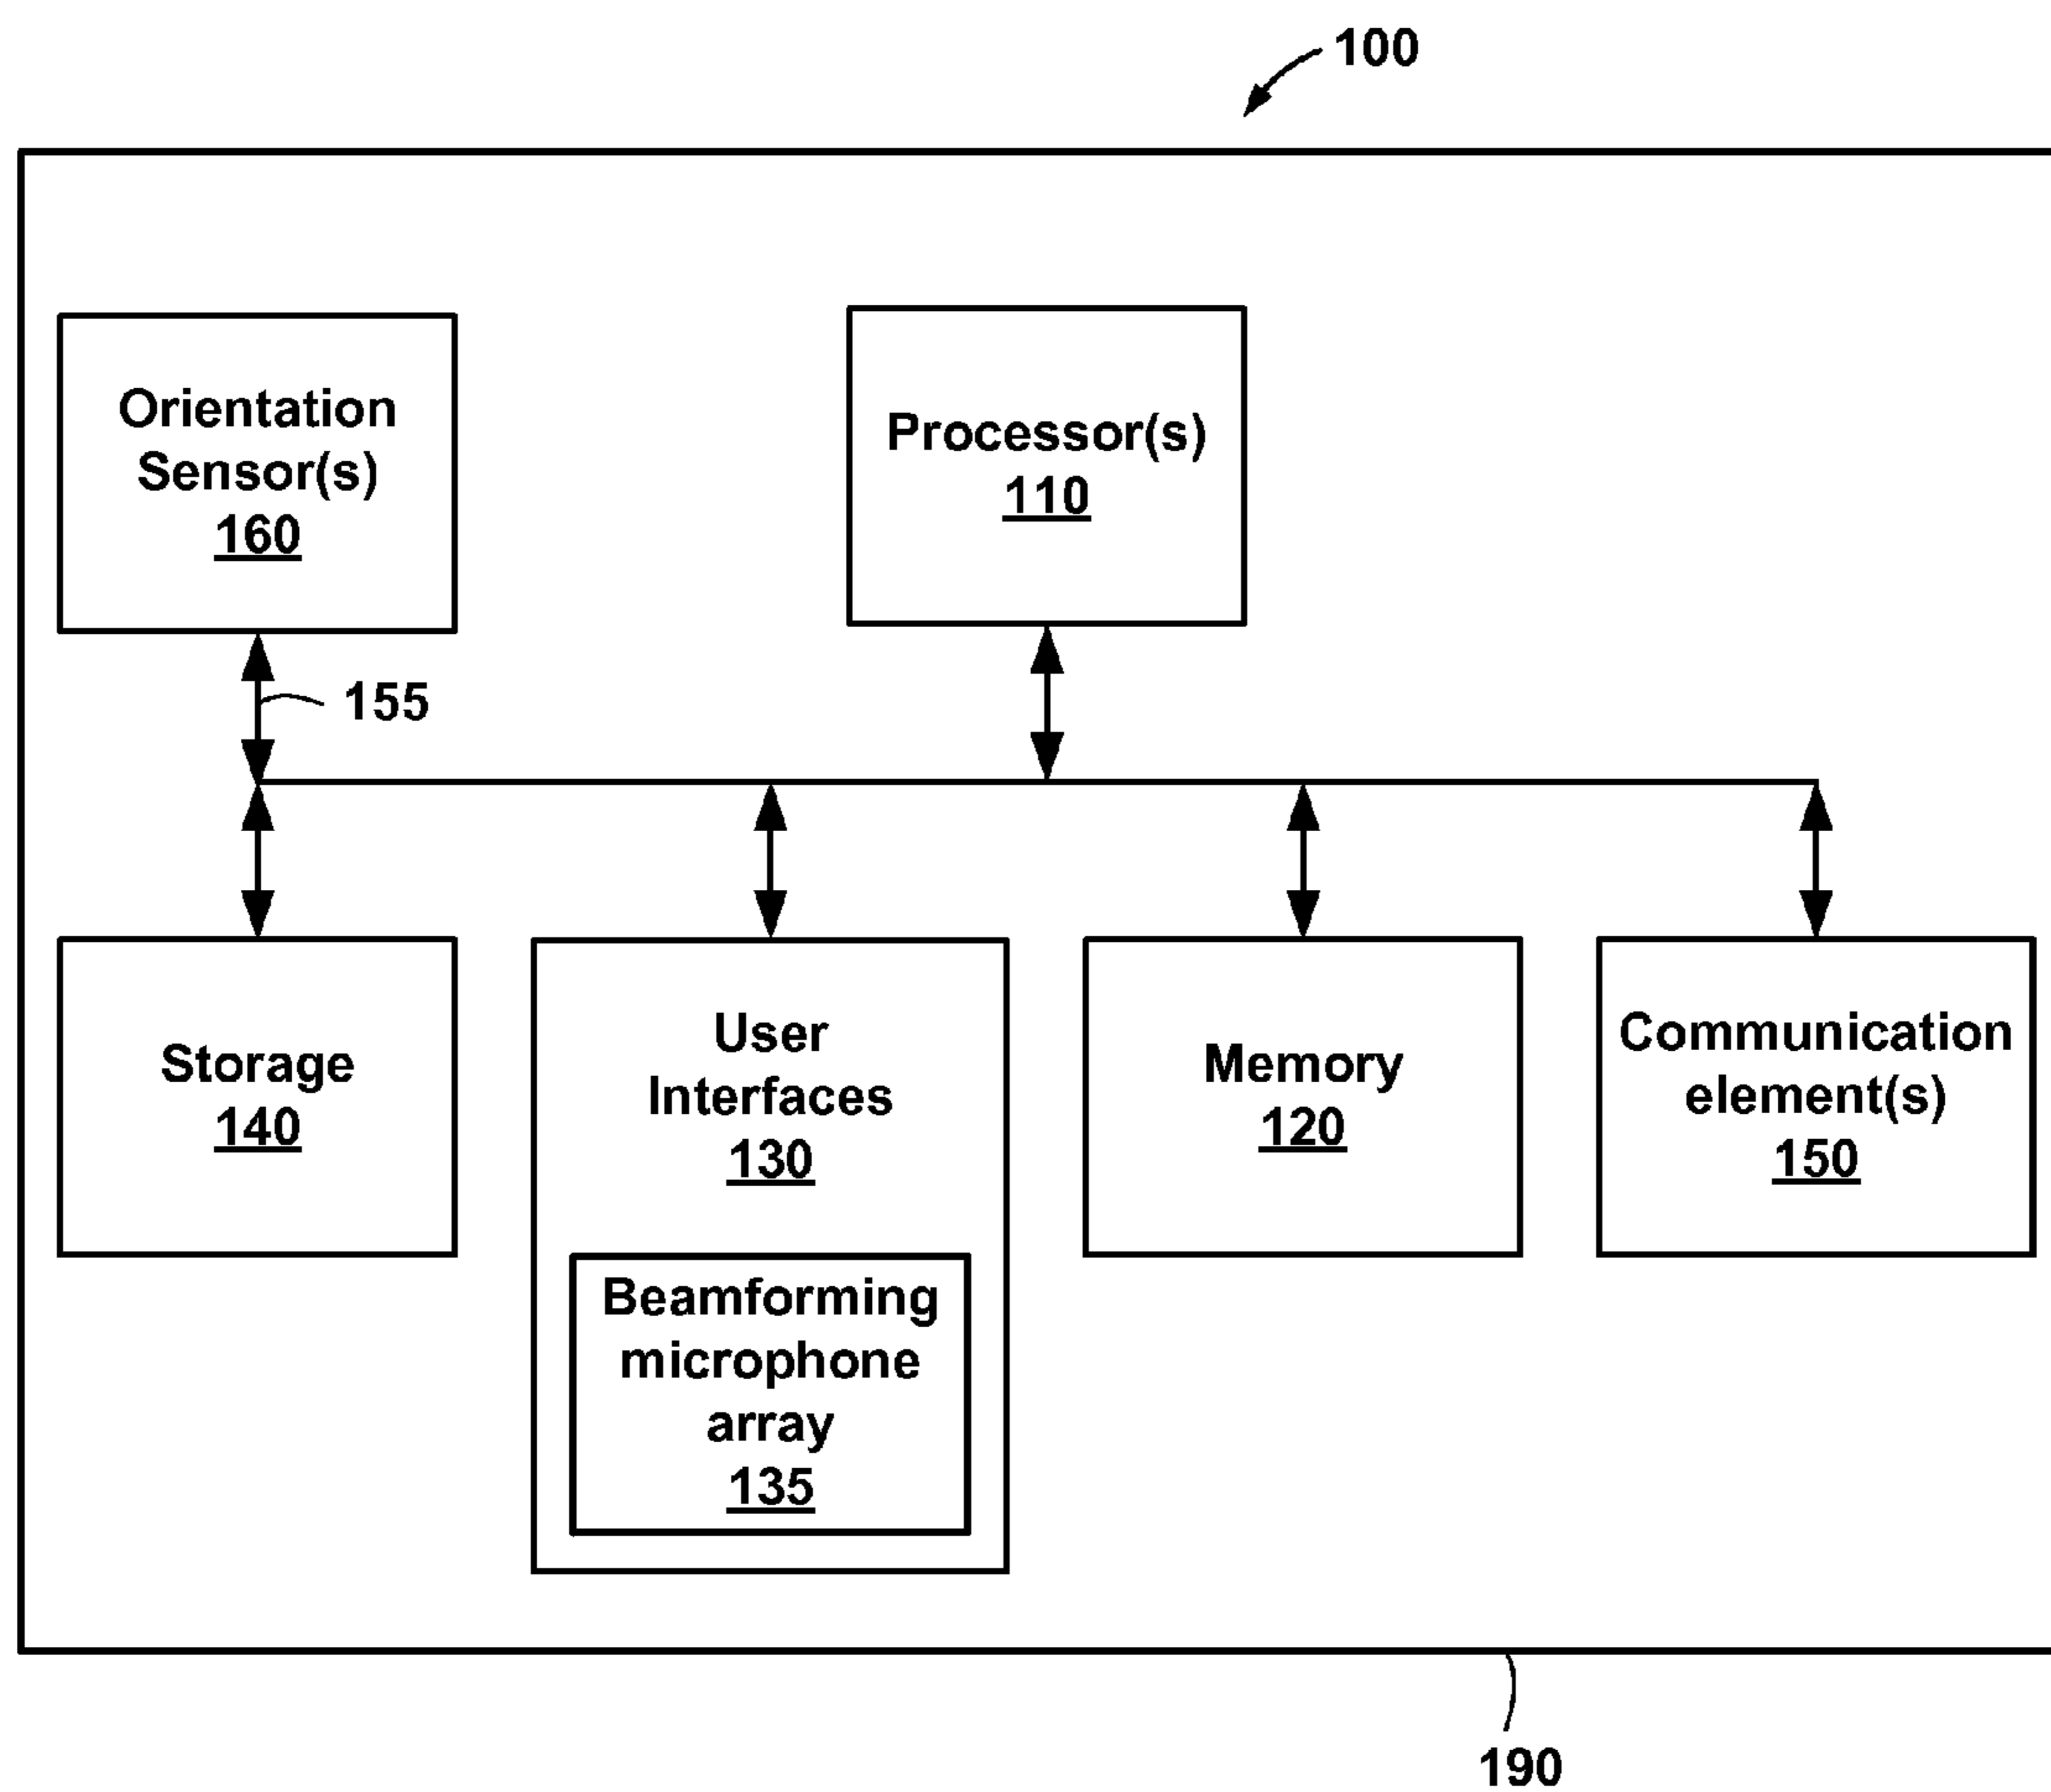 100
Orientation
Sensor(s)
160
Processor(s)
110
155
Storage
140
User
Interfaces
130
Beamforming
microphone
array
135
Memory
120
Communication
element(s)
150
190